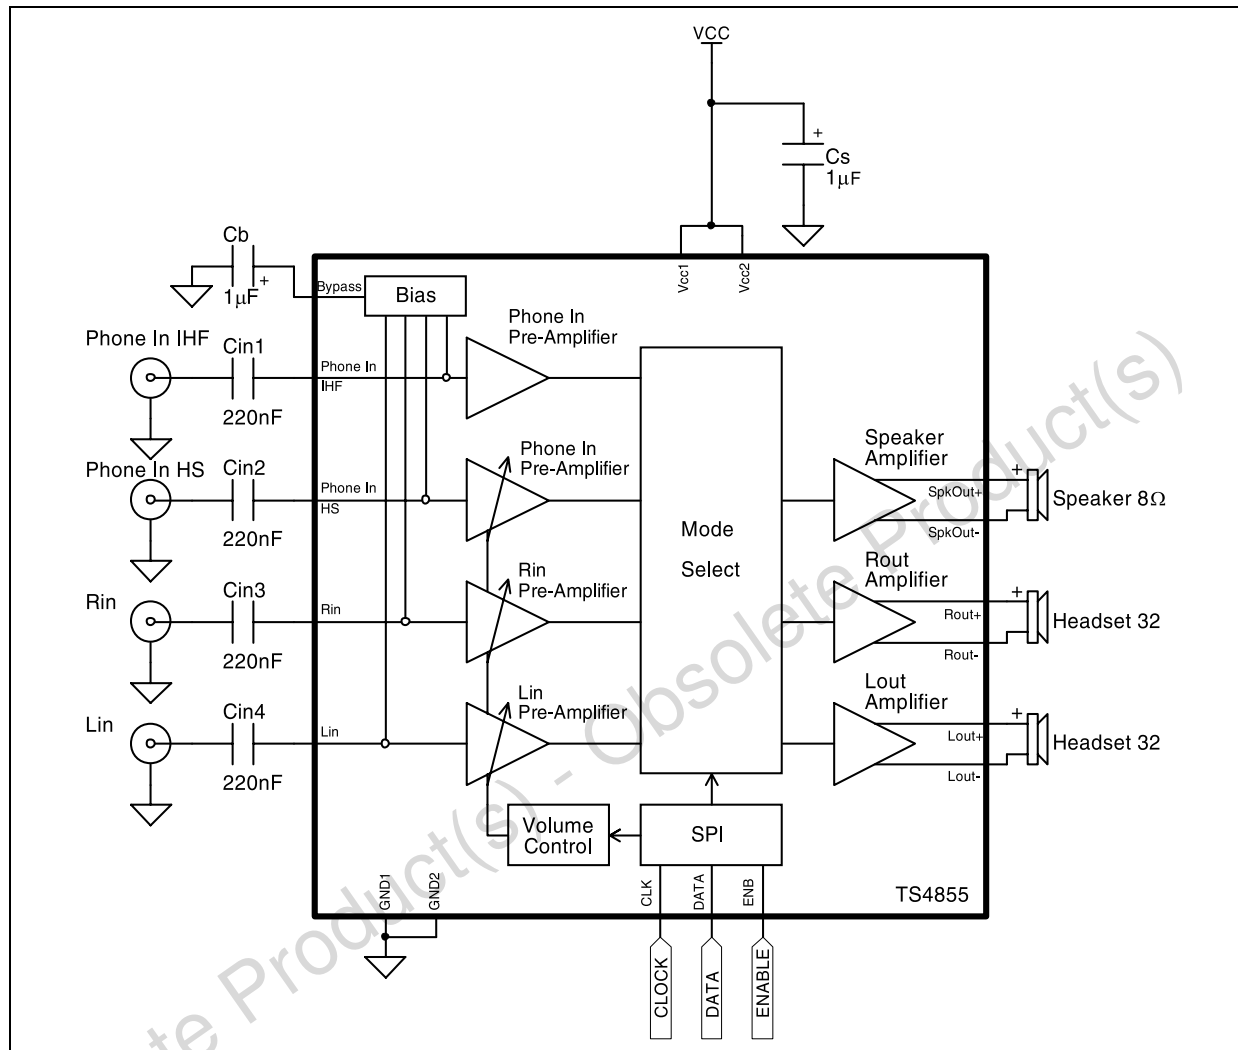 VCC
+
Cs
1µF
Cb
+
1µF
Bypass
Bias
Vcc1
Vcc2
Phone In IHF
Cin1
220nF
Phone In
IHF
Phone In
Pre-Amplifier
Phone In HS
Cin2
220nF
Phone In
HS
Phone In
Pre-Amplifier
Rin
Cin3
220nF
Rin
Rin
Pre-Amplifier
Lin
Cin4
220nF
Lin
Lin
Pre-Amplifier
Mode
Select
Speaker
Amplifier
SpkOut+
SpkOut-
+
Speaker 8Ω
Rout
Amplifier
Rout+
Rout-
+
Headset 32
Lout
Amplifier
Lout+
Lout-
+
Headset 32
Volume
Control
SPI
GND1
GND2
CLK
DATA
ENB
TS4855
CLOCK
DATA
ENABLE
te Product(s) - Obsolete Product(s)